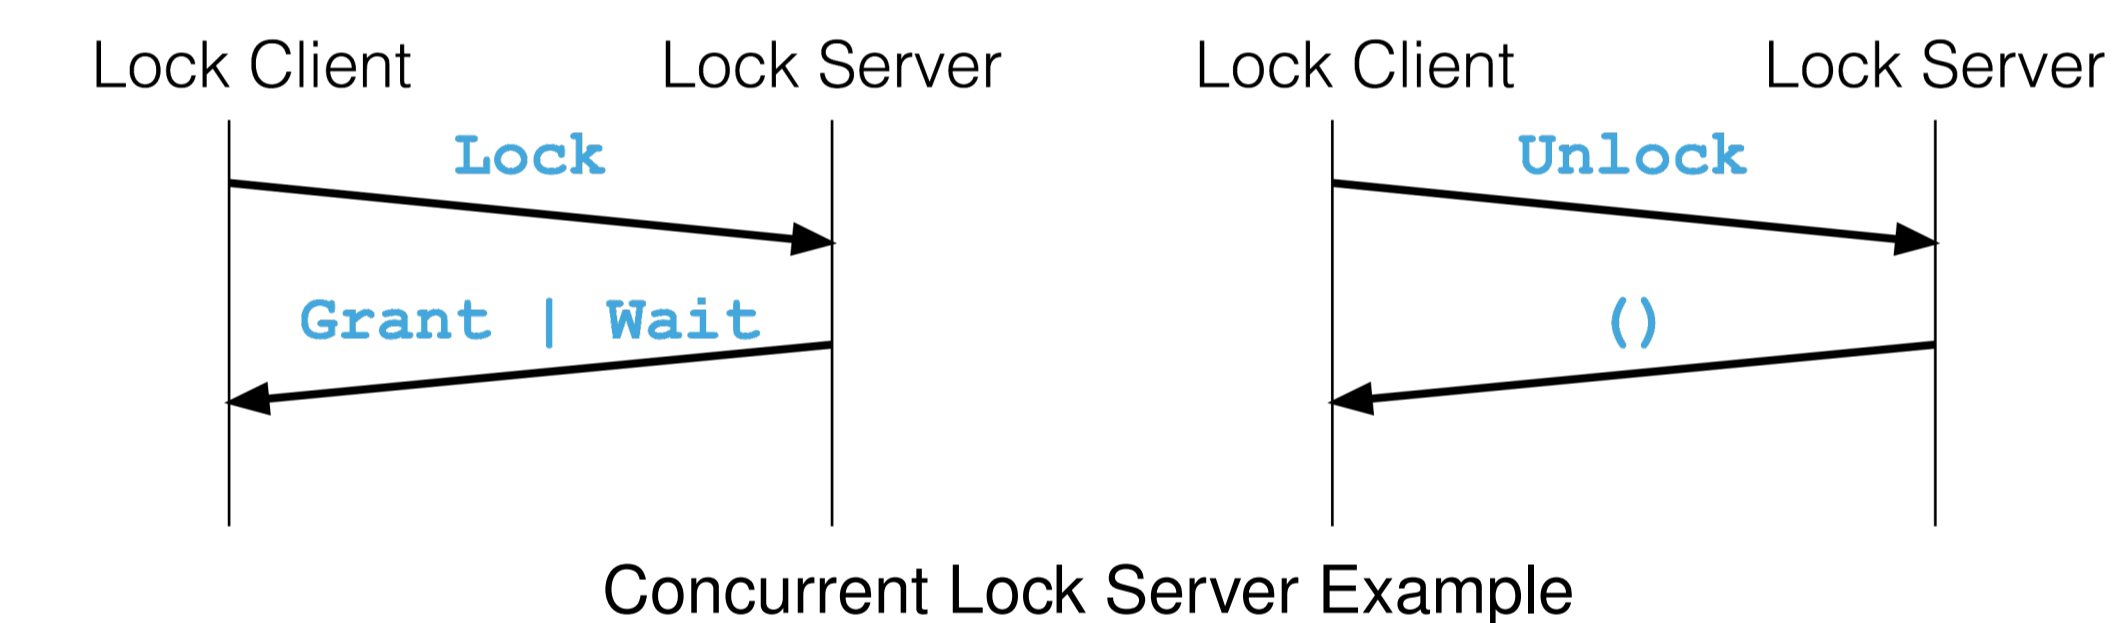 Lock Client Lock Server Lock Client Lock Server
Lock Unlock
Grant | Wait ()
Concurrent Lock Server Example